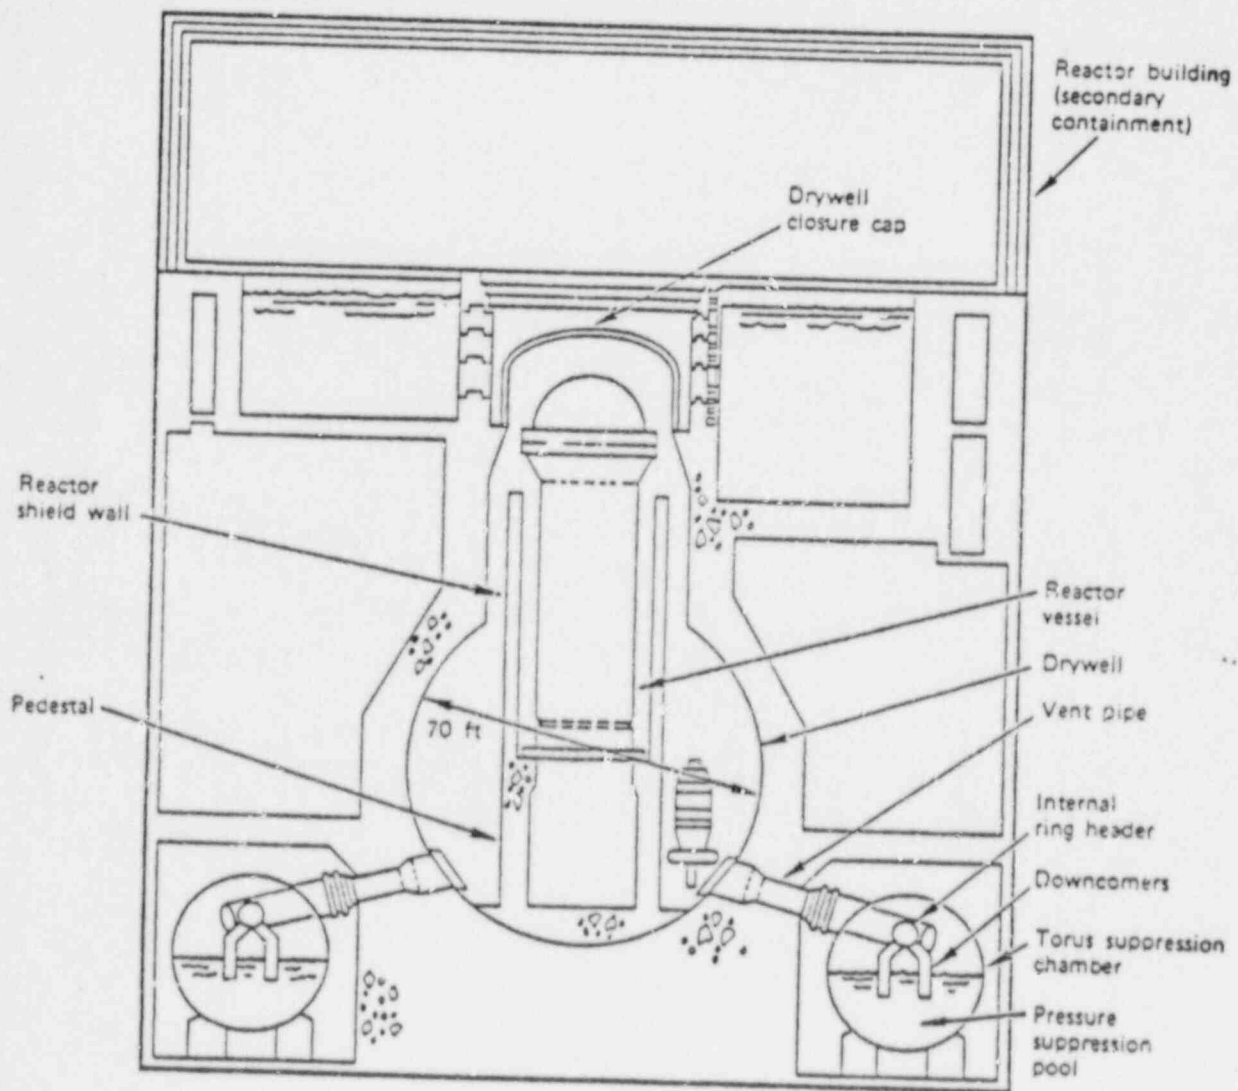 Reactor building
(secondary
containment)
Drywell
closure cap
Reactor
shield wall
Reactor
vessel
Drywell
Pedestal
Vent pipe
70 ft
Internal
ring header
Downcomers
Torus suppression
chamber
Pressure
suppression
pool